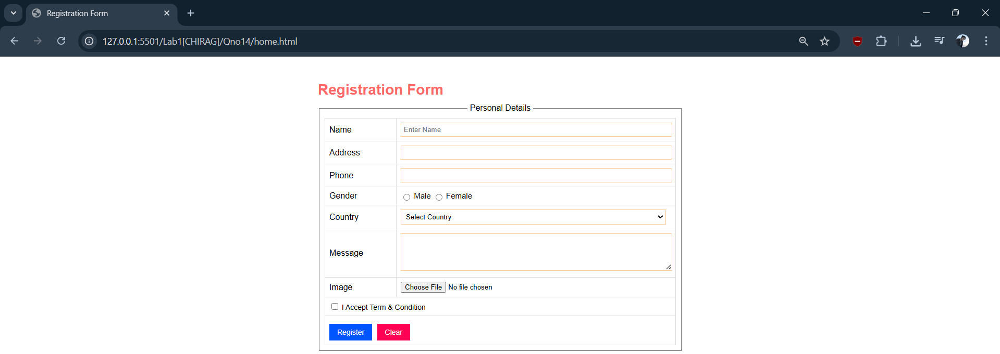 Registration Form
127.0.0.1:5501/Lab1[CHIRAG]/Qno14/home.html
Registration Form
Personal Details
Name Enter Name
Address
Phone
Gender Male Female
Country Select Country
Message
Image Choose File No file chosen
I Accept Term & Condition
Register Clear